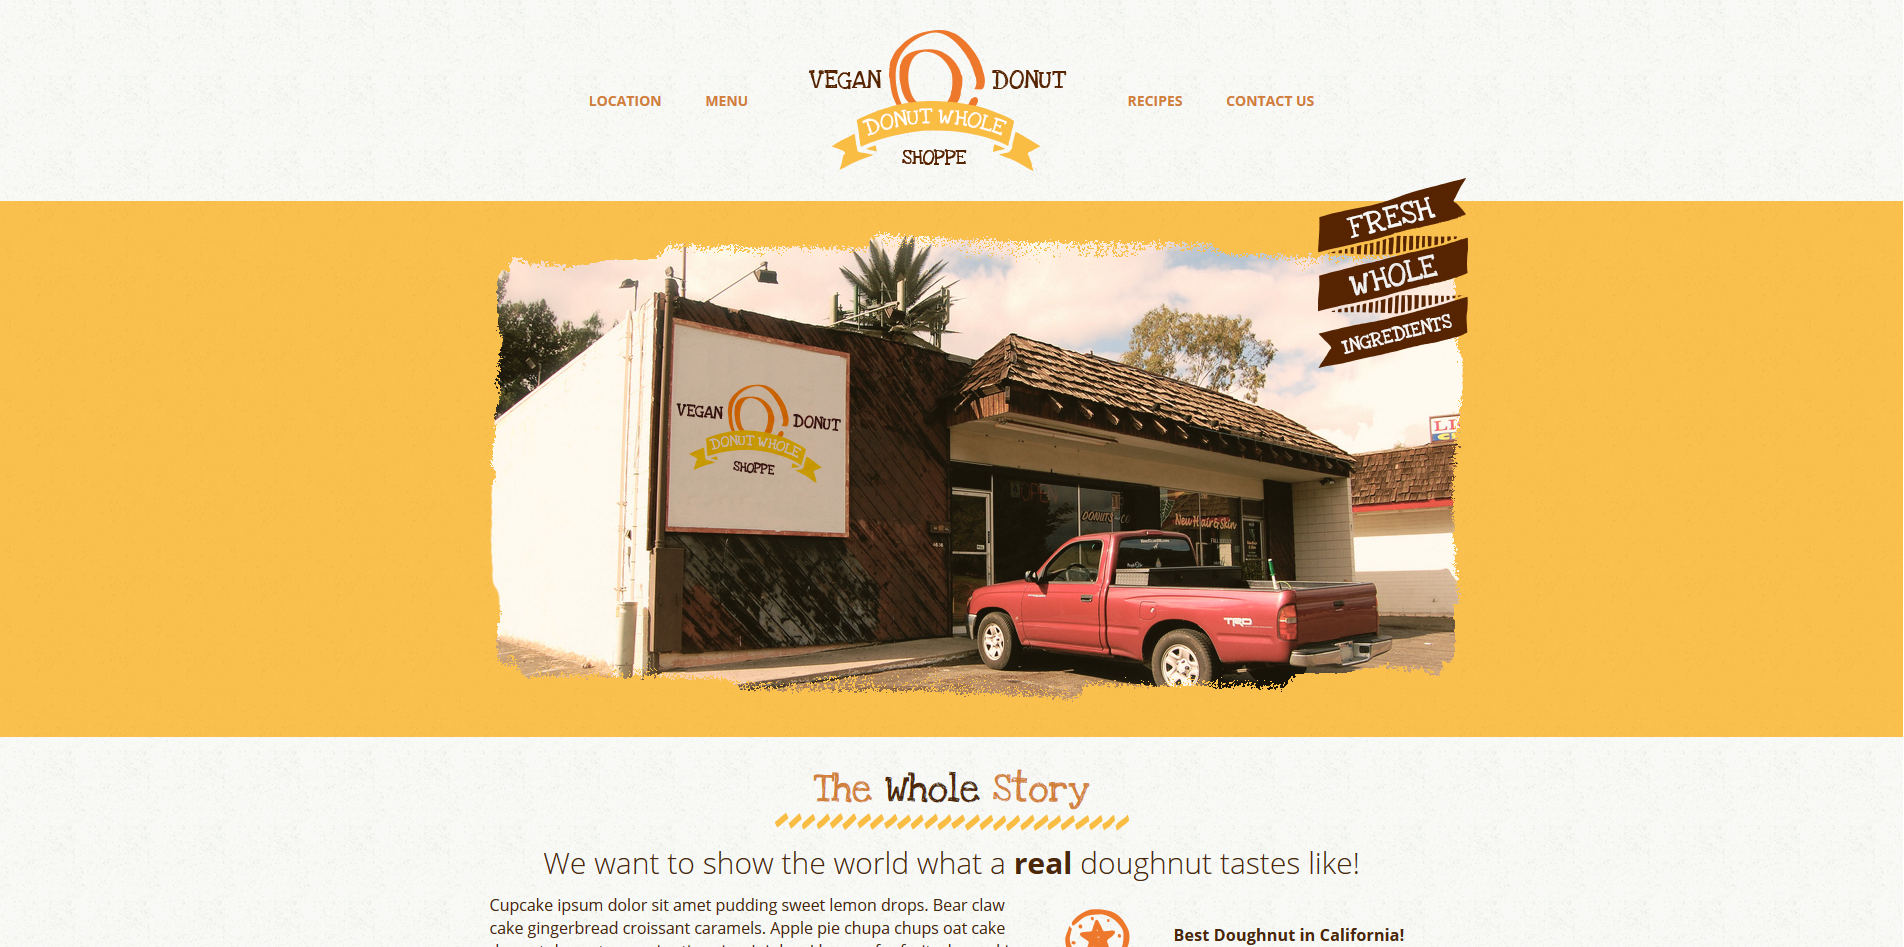 LOCATION
MENU
VEGAN DONUT
DONUT WHOLE
SHOPPE
RECIPES
CONTACT US
FRESH
WHOLE
INGREDIENTS
VEGAN DONUT
DONUT WHOLE
SHOPPE
DONUTS
New Hair & Skin
TRD
The Whole Story
We want to show the world what a real doughnut tastes like!
Cupcake ipsum dolor sit amet pudding sweet lemon drops. Bear claw
cake gingerbread croissant caramels. Apple pie chupa chups oat cake
Best Doughnut in California!